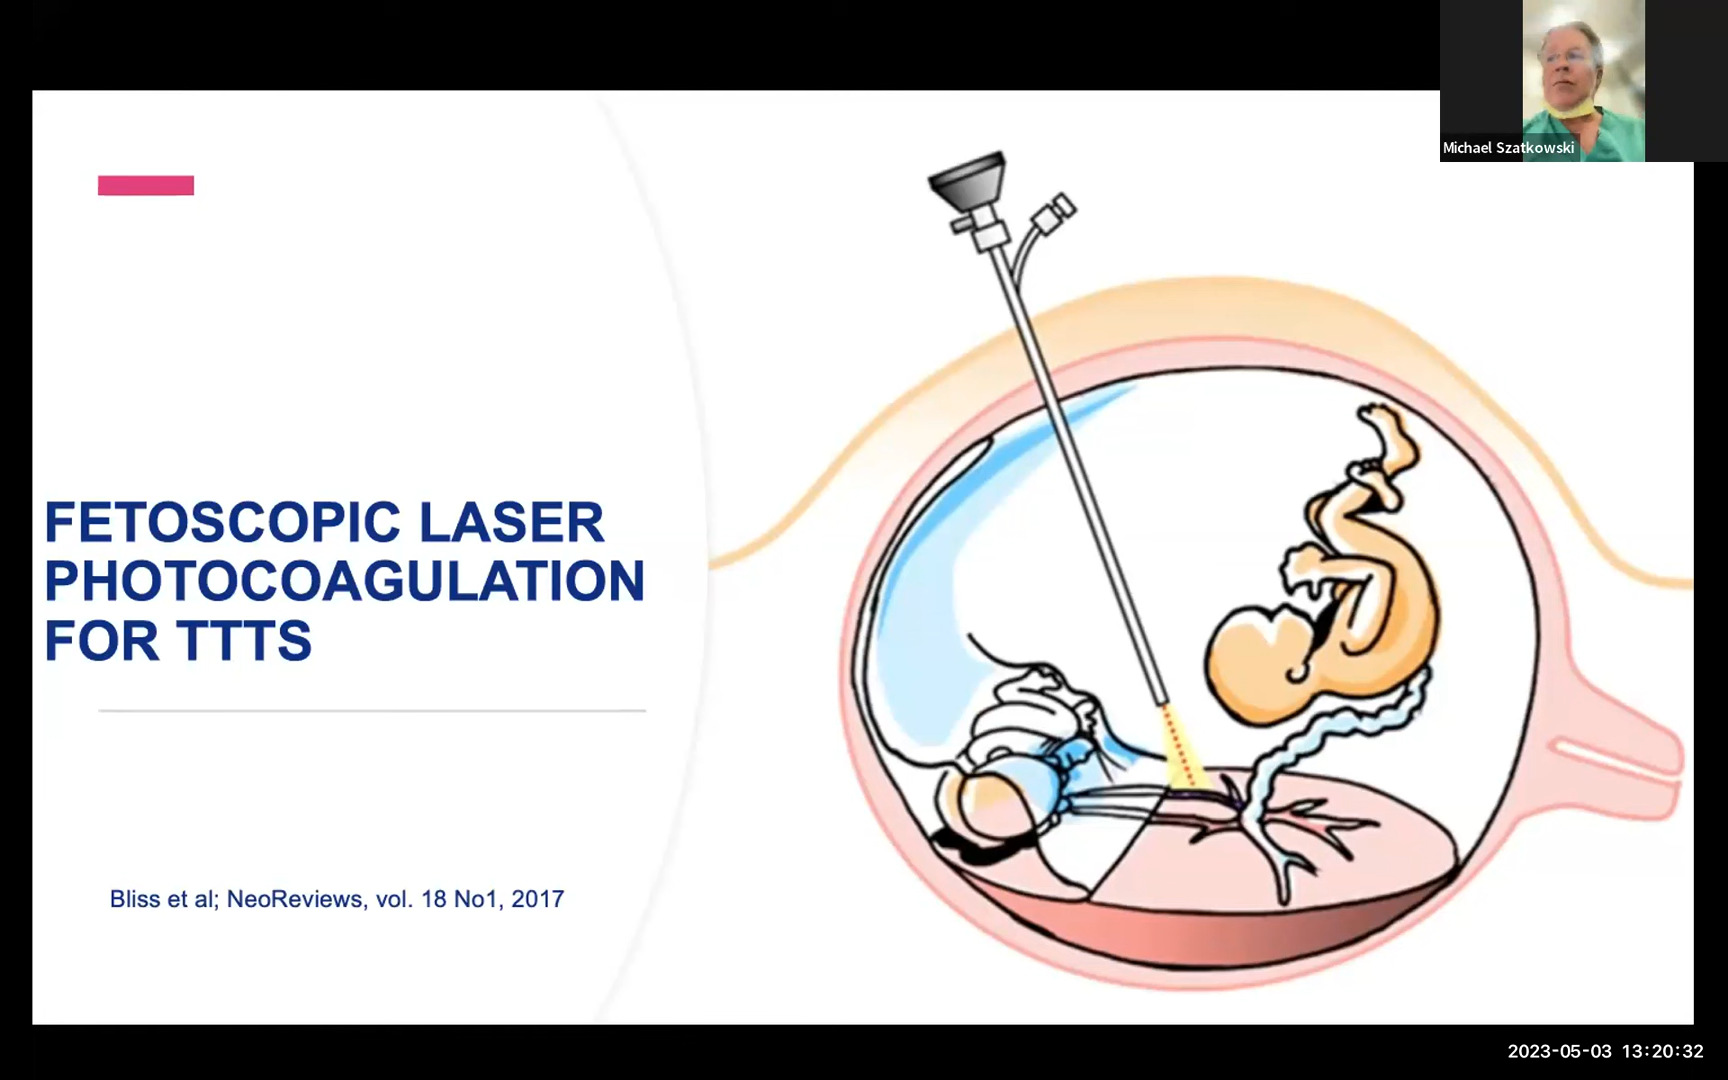 Michael Szatkowski
FETOSCOPIC LASER
PHOTOCOAGULATION
FOR TTTS
Bliss et al; NeoReviews, vol. 18 No1, 2017
2023-05-03 13:20:32